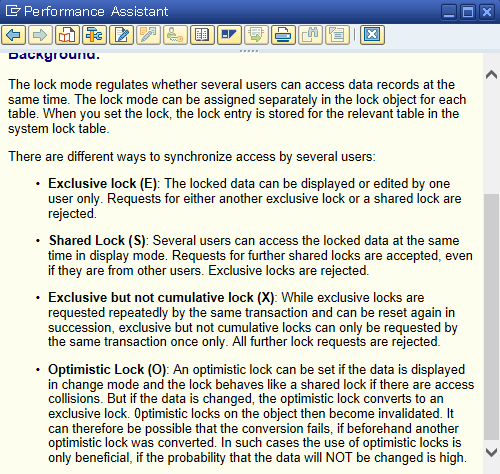 Performance Assistant
Background:
The lock mode regulates whether several users can access data records at the
same time. The lock mode can be assigned separately in the lock object for each
table. When you set the lock, the lock entry is stored for the relevant table in the
system lock table.
There are different ways to synchronize access by several users:
• Exclusive lock (E): The locked data can be displayed or edited by one
user only. Requests for either another exclusive lock or a shared lock are
rejected.
• Shared Lock (S): Several users can access the locked data at the same
time in display mode. Requests for further shared locks are accepted, even
if they are from other users. Exclusive locks are rejected.
• Exclusive but not cumulative lock (X): While exclusive locks are
requested repeatedly by the same transaction and can be reset again in
succession, exclusive but not cumulative locks can only be requested by
the same transaction once only. All further lock requests are rejected.
• Optimistic Lock (O): An optimistic lock can be set if the data is displayed
in change mode and the lock behaves like a shared lock if there are access
collisions. But if the data is changed, the optimistic lock converts to an
exclusive lock. 0ptimistic locks on the object then become invalidated. It
can therefore be possible that the conversion fails, if beforehand another
optimistic lock was converted. In such cases the use of optimistic locks is
only beneficial, if the probability that the data will NOT be changed is high.